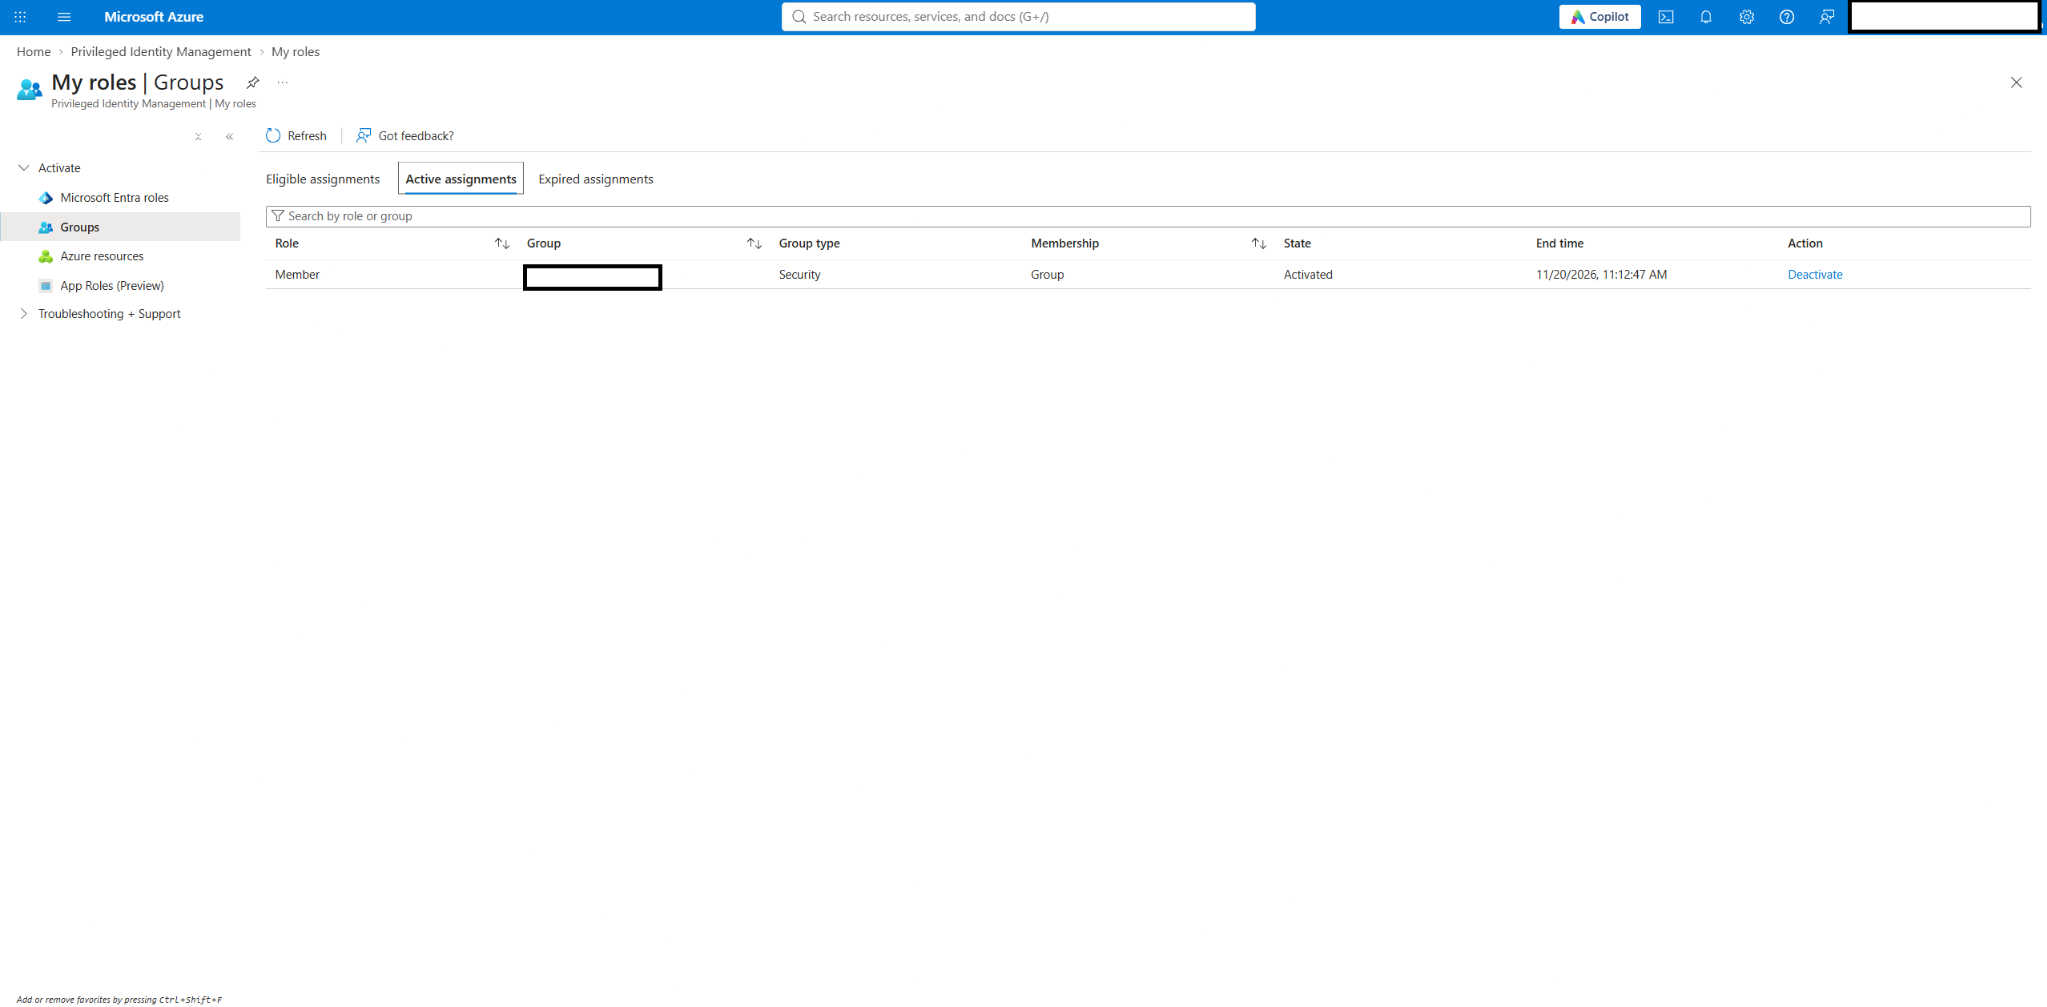 Microsoft Azure
Search resources, services, and docs (G+/)
Copilot
Home > Privileged Identity Management > My roles
My roles | Groups
...
Privileged Identity Management | My roles
Refresh | Got feedback?
Activate
Microsoft Entra roles
Groups
Azure resources
App Roles (Preview)
Troubleshooting + Support
Eligible assignments Active assignments Expired assignments
Search by role or group
Role Group Group type Membership State End time Action
Member Security Group Activated 11/20/2026, 11:12:47 AM Deactivate
Add or remove favorites by pressing Ctrl+Shift+F